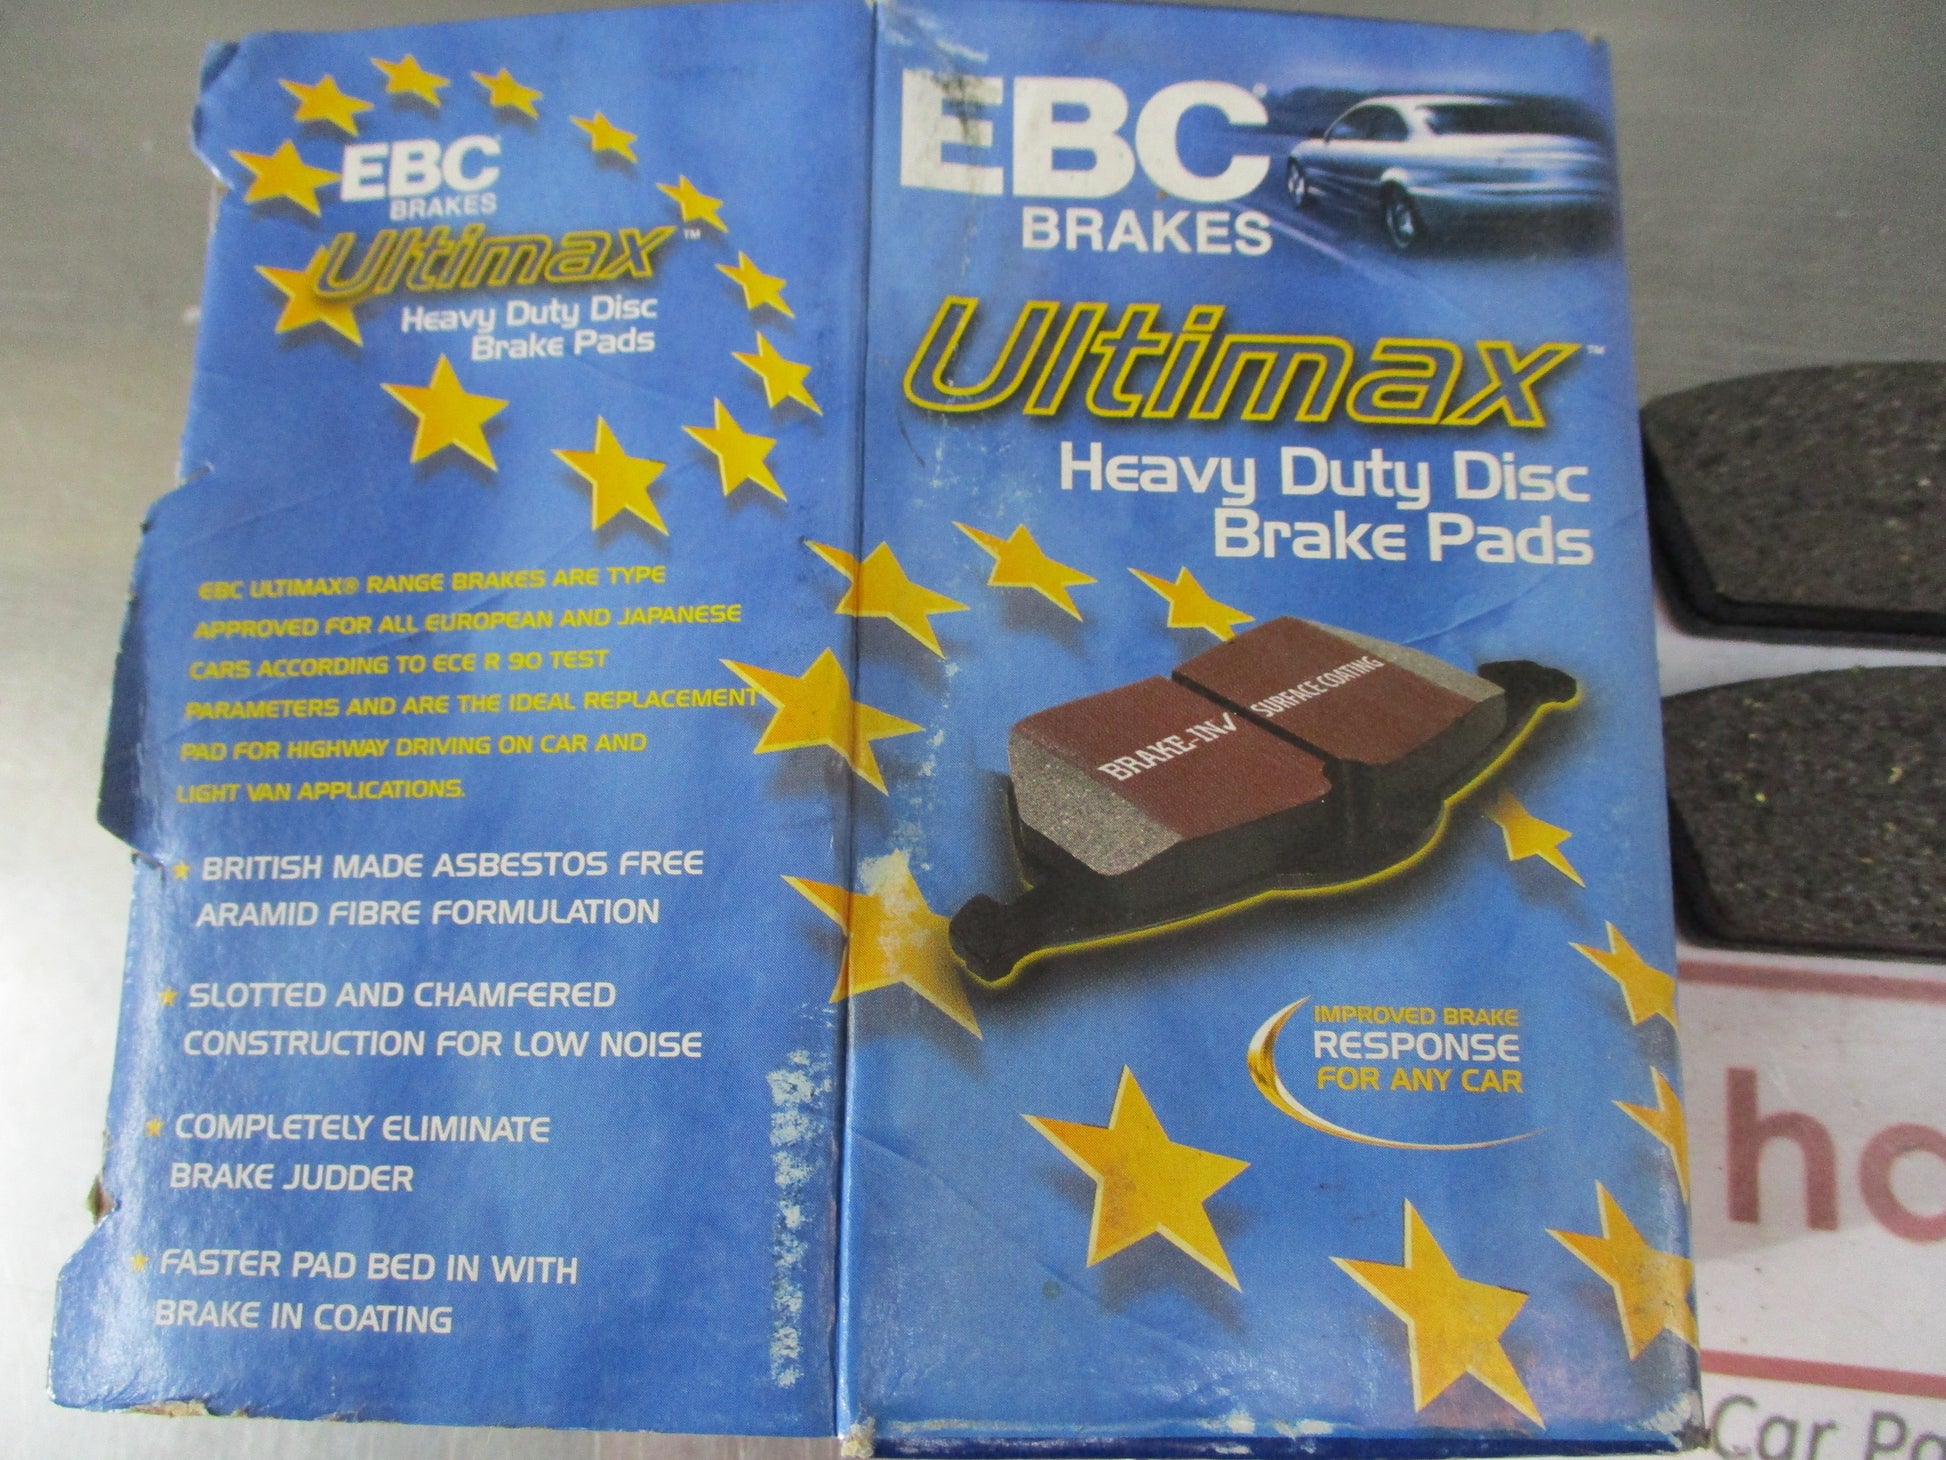 EBC
BRAKES
Ultimax™
Heavy Duty Disc
Brake Pads
EBC ULTIMAX® RANGE BRAKES ARE TYPE
APPROVED FOR ALL EUROPEAN AND JAPANESE
CARS ACCORDING TO ECE R 90 TEST
PARAMETERS AND ARE THE IDEAL REPLACEMENT
PAD FOR HIGHWAY DRIVING ON CAR AND
LIGHT VAN APPLICATIONS.
BRITISH MADE ASBESTOS FREE
ARAMID FIBRE FORMULATION
SLOTTED AND CHAMFERED
CONSTRUCTION FOR LOW NOISE
COMPLETELY ELIMINATE
BRAKE JUDDER
FASTER PAD BED IN WITH
BRAKE IN COATING
EBC®
BRAKES
Ultimax™
Heavy Duty Disc
Brake Pads
BRAKE-IN
SURFACE COATING
IMPROVED BRAKE
RESPONSE
FOR ANY CAR
Car